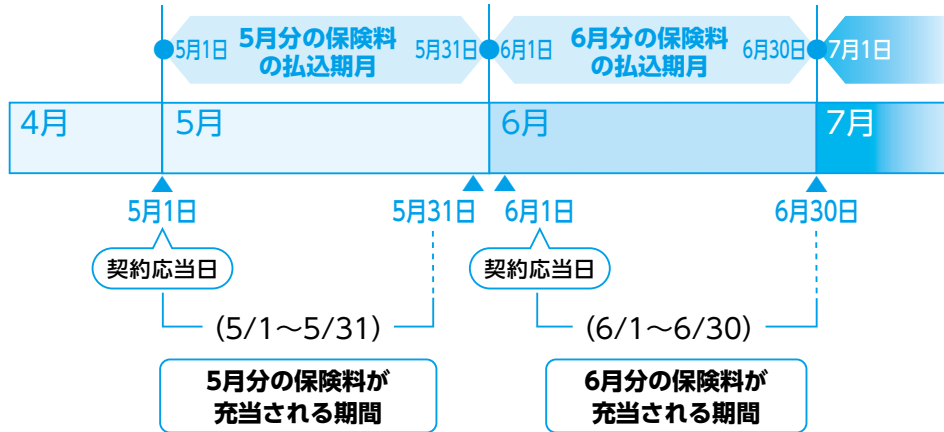 5月1日
5月分の保険料
の払込期月
5月31日
6月1日
6月分の保険料
の払込期月
6月30日
7月1日
4月
5月
6月
7月
5月1日
5月31日
6月1日
6月30日
契約応当日
契約応当日
(5/1〜5/31)
(6/1〜6/30)
5月分の保険料が
充当される期間
6月分の保険料が
充当される期間